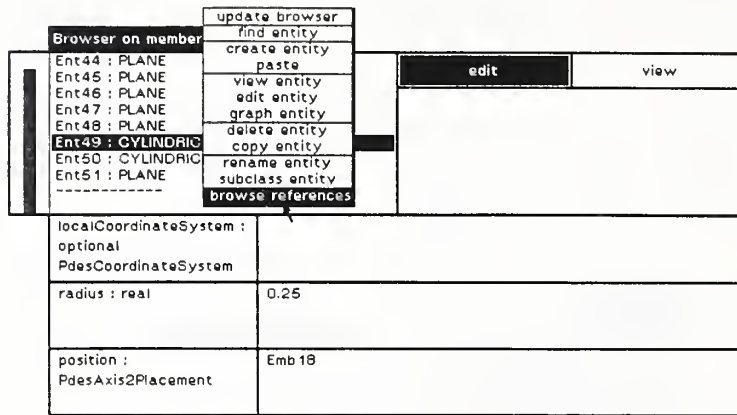 Browser on member
Ent44 : PLANE
Ent45 : PLANE
Ent46 : PLANE
Ent47 : PLANE
Ent48 : PLANE
Ent49 : CYLINDRIC
Ent50 : CYLINDRIC
Ent51 : PLANE
-------------
update browser
find entity
create entity
paste
view entity
edit entity
graph entity
delete entity
copy entity
rename entity
subclass entity
browse references
edit
view
localCoordinateSystem :
optional
PdesCoordinateSystem
radius : real
0.25
position :
PdesAxis2Placement
Emb18